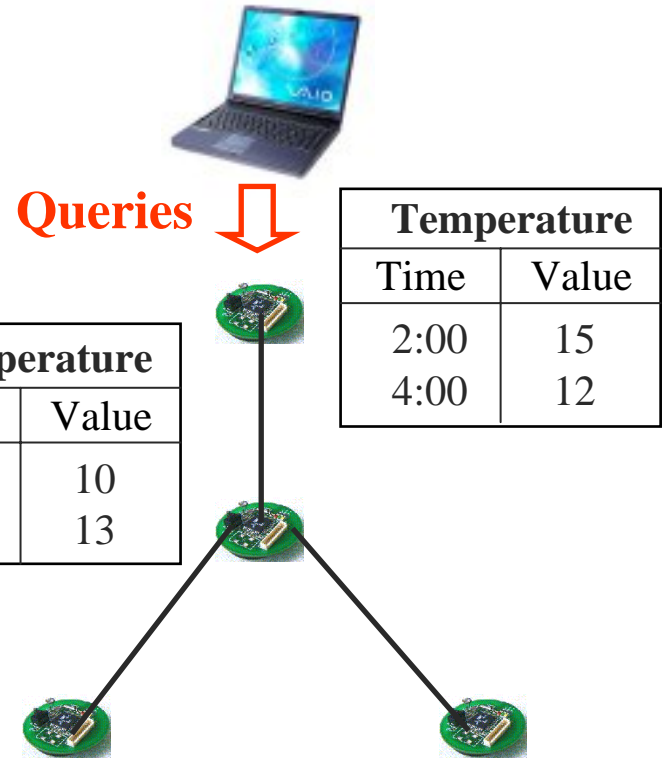 VAIO
Queries
Temperature
Time Value
2:00 15
4:00 12
perature
Value
10
13